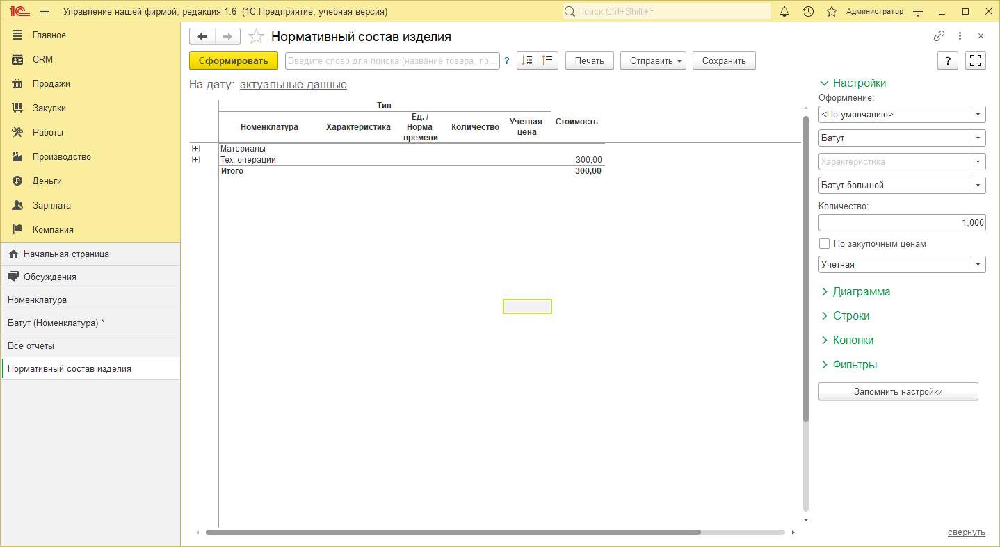 1С Управление нашей фирмой, редакция 1.6 (1С:Предприятие, учебная версия) Поиск Ctrl+Shift+F Администратор
Главное
CRM
Продажи
Закупки
Работы
Производство
Деньги
Зарплата
Компания
Начальная страница
Обсуждения
Номенклатура
Батут (Номенклатура) *
Все отчеты
Нормативный состав изделия
Нормативный состав изделия
Сформировать Введите слово для поиска (название товара, по... ? Печать Отправить Сохранить ?
На дату: актуальные данные
Тип
Номенклатура Характеристика Ед. / Количество Учетная Стоимость
Норма цена
времени
Материалы
Тех. операции 300,00
Итого 300,00
Настройки
Оформление:
<По умолчанию>
Батут
Характеристика
Батут большой
Количество:
1,000
По закупочным ценам
Учетная
Диаграмма
Строки
Колонки
Фильтры
Запомнить настройки
свернуть